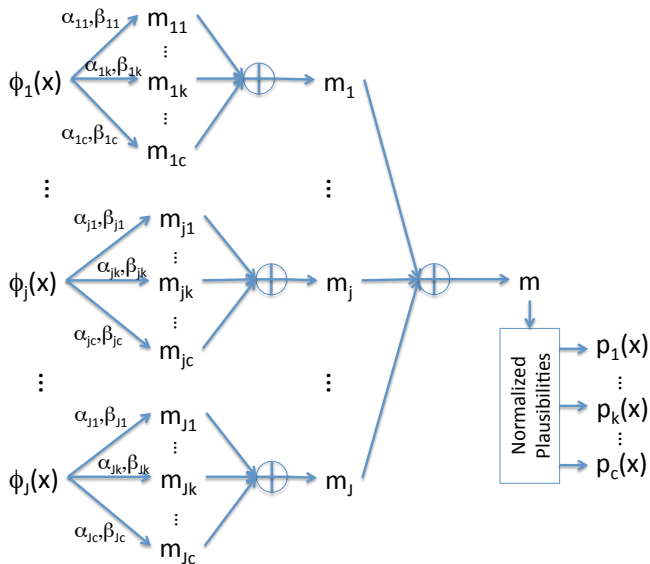 α11,β11
m11
...
ϕ1(x)
α1k,β1k
m1k
m1
...
α1c,β1c
m1c
...
...
αj1,βj1
mj1
...
ϕj(x)
αjk,βjk
mjk
mj
m
...
αjc,βjc
mjc
Normalized
Plausibilities
p1(x)
...
pk(x)
...
pc(x)
...
...
αJ1,βJ1
mJ1
...
ϕJ(x)
αJk,βJk
mJk
mJ
...
αJc,βJc
mJc